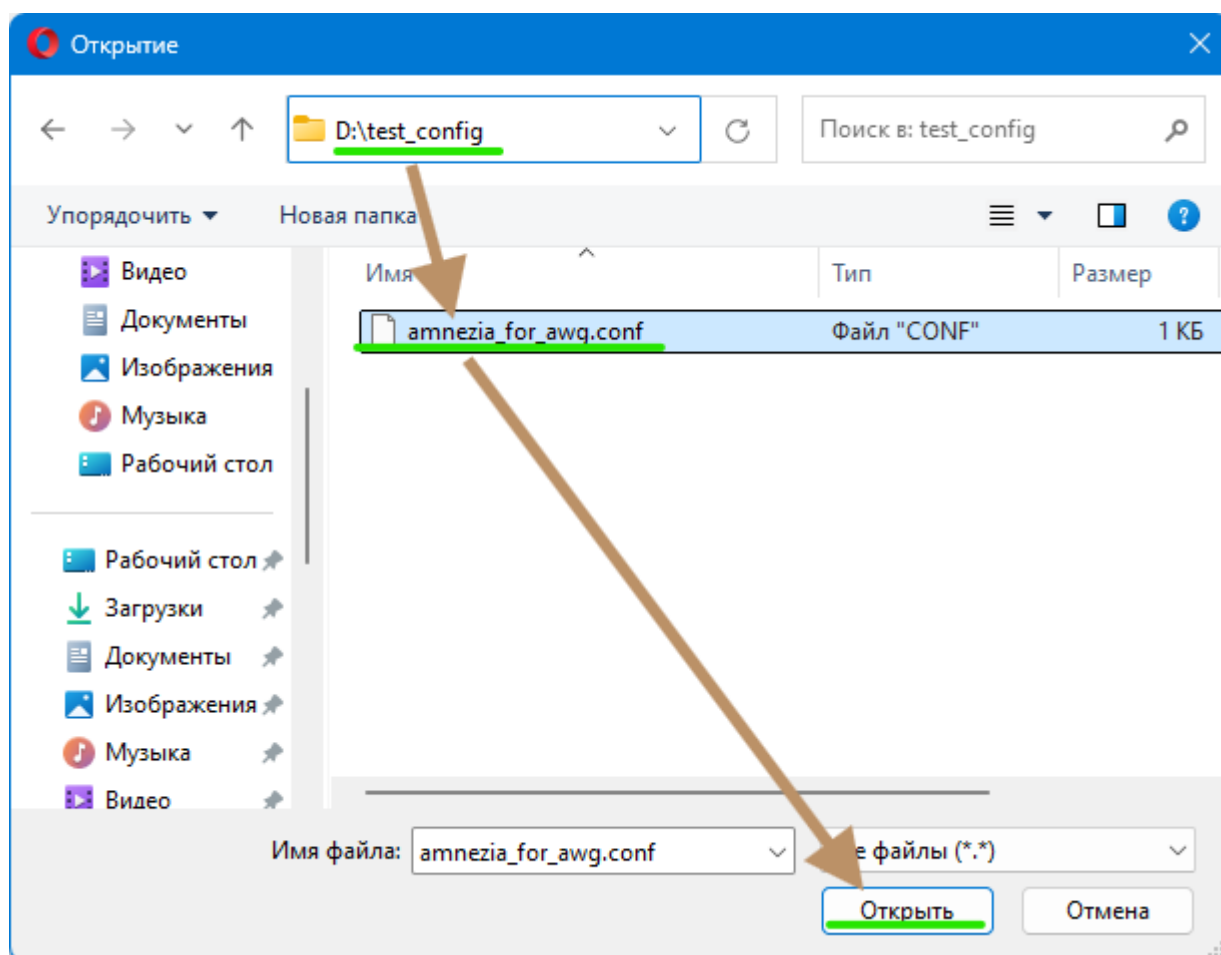 Открытие
D:\test_config
Поиск в: test_config
Упорядочить
Новая папка
Имя
Тип
Размер
amnezia_for_awg.conf
Файл "CONF"
1 КБ
Видео
Документы
Изображения
Музыка
Рабочий стол
Рабочий стол
Загрузки
Документы
Изображения
Музыка
Видео
Имя файла:
amnezia_for_awg.conf
е файлы (*.*)
Открыть
Отмена